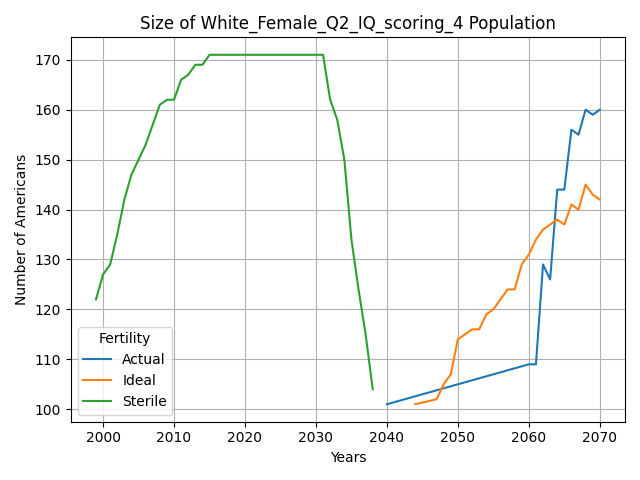 Size of White_Female_Q2_IQ_scoring_4 Population
Number of Americans
170
160
150
140
130
120
110
100
Fertility
Actual
Ideal
Sterile
2000 2010 2020 2030 2040 2050 2060 2070
Years